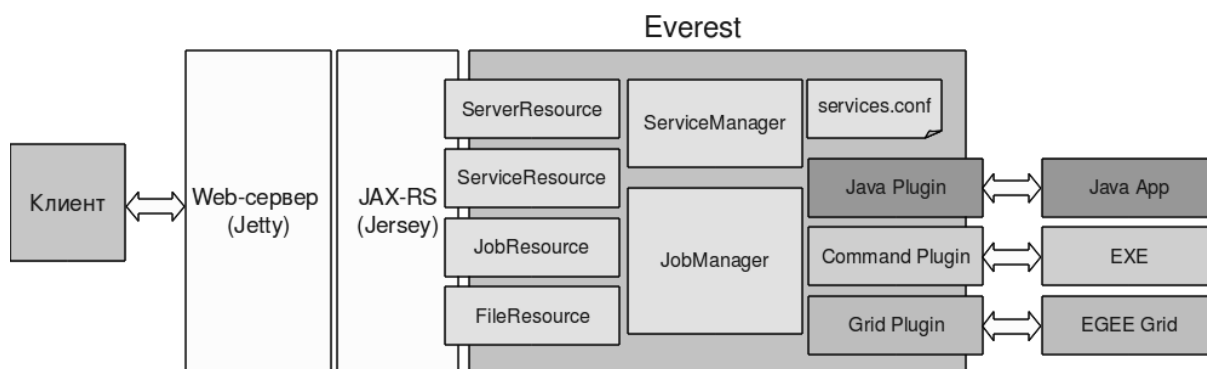 Everest
ServerResource
ServiceManager
services.conf
ServiceResource
Клиент
Web-сервер
(Jetty)
JAX-RS
(Jersey)
Java Plugin
Java App
JobResource
JobManager
Command Plugin
EXE
FileResource
Grid Plugin
EGEE Grid